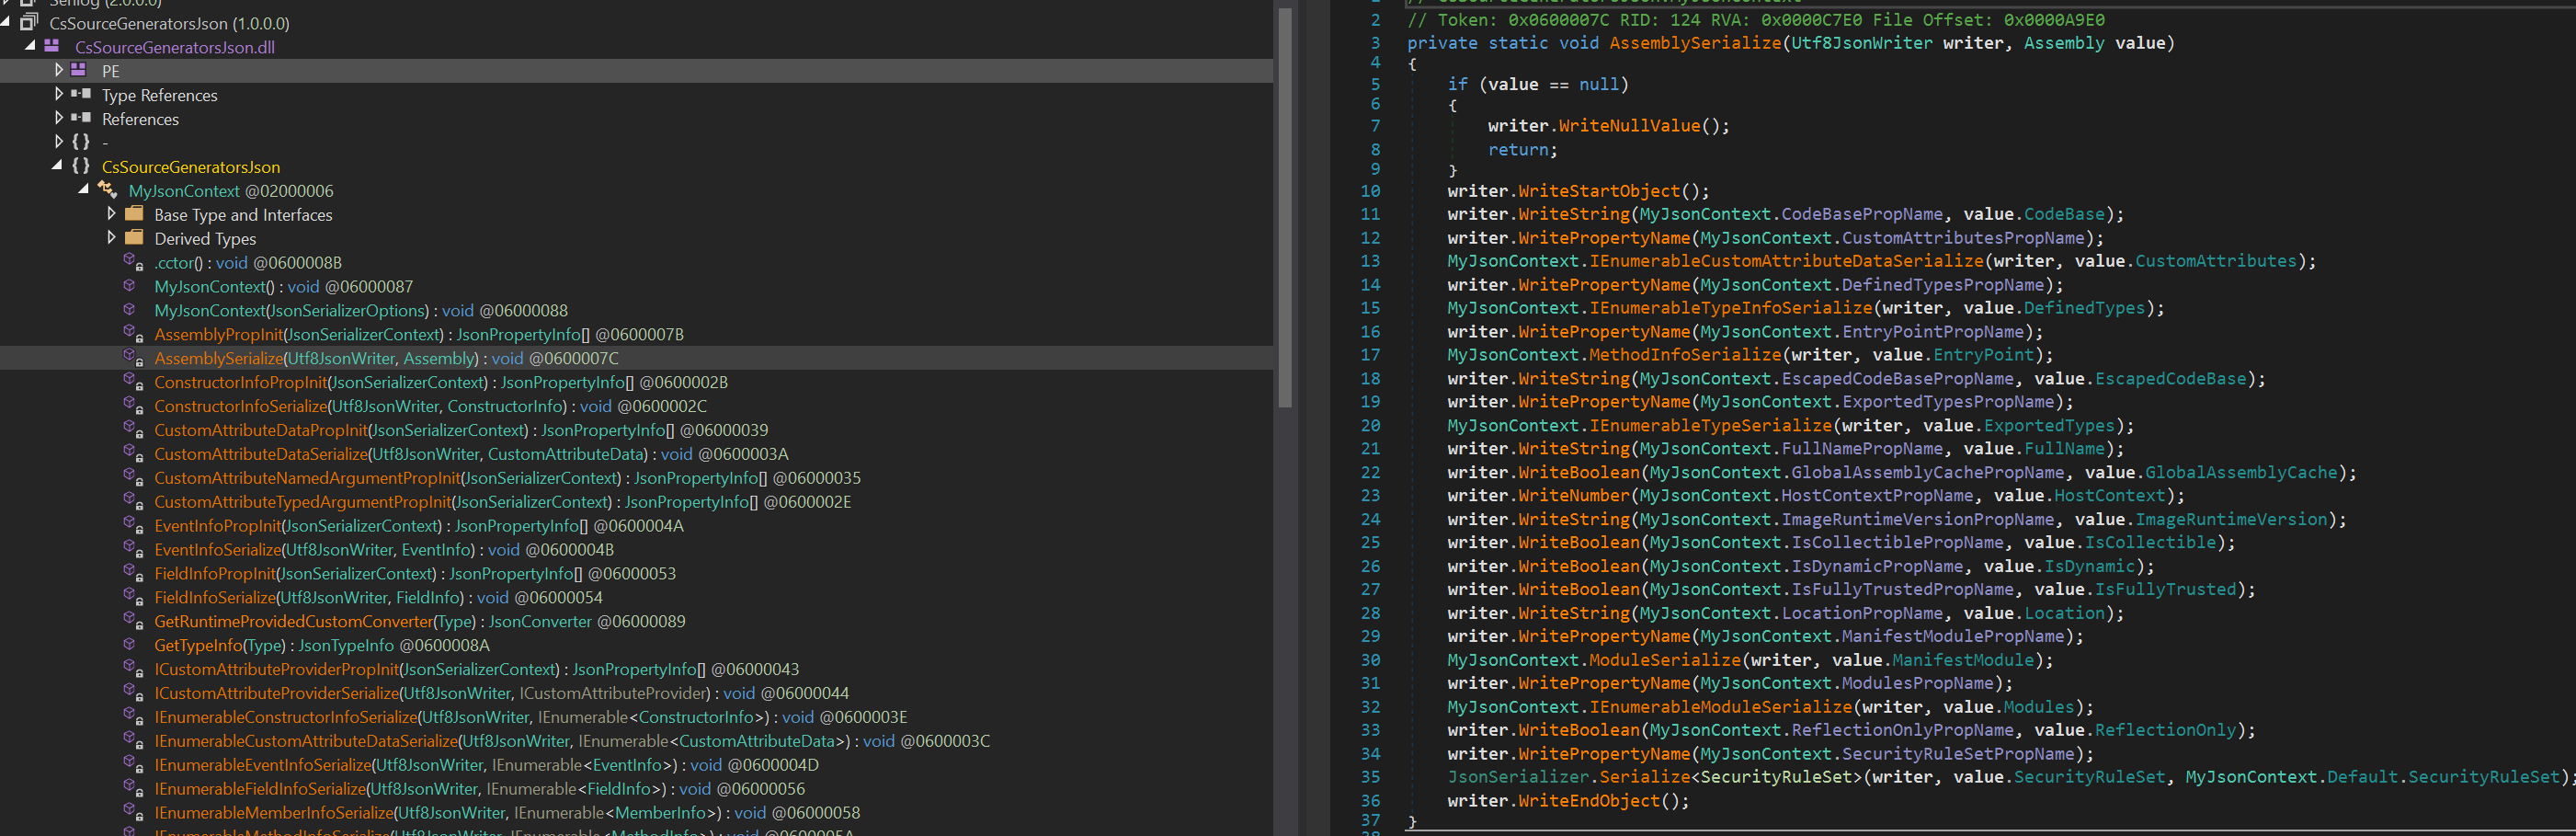 Serilog (2.0.0.0)
CsSourceGeneratorsJson (1.0.0.0)
CsSourceGeneratorsJson.dll
PE
Type References
References
{ } -
{ } CsSourceGeneratorsJson
MyJsonContext @02000006
Base Type and Interfaces
Derived Types
.cctor() : void @0600008B
MyJsonContext() : void @06000087
MyJsonContext(JsonSerializerOptions) : void @06000088
AssemblyPropInit(JsonSerializerContext) : JsonPropertyInfo[] @0600007B
AssemblySerialize(Utf8JsonWriter, Assembly) : void @0600007C
ConstructorInfoPropInit(JsonSerializerContext) : JsonPropertyInfo[] @0600002B
ConstructorInfoSerialize(Utf8JsonWriter, ConstructorInfo) : void @0600002C
CustomAttributeDataPropInit(JsonSerializerContext) : JsonPropertyInfo[] @06000039
CustomAttributeDataSerialize(Utf8JsonWriter, CustomAttributeData) : void @0600003A
CustomAttributeNamedArgumentPropInit(JsonSerializerContext) : JsonPropertyInfo[] @06000035
CustomAttributeTypedArgumentPropInit(JsonSerializerContext) : JsonPropertyInfo[] @0600002E
EventInfoPropInit(JsonSerializerContext) : JsonPropertyInfo[] @0600004A
EventInfoSerialize(Utf8JsonWriter, EventInfo) : void @0600004B
FieldInfoPropInit(JsonSerializerContext) : JsonPropertyInfo[] @06000053
FieldInfoSerialize(Utf8JsonWriter, FieldInfo) : void @06000054
GetRuntimeProvidedCustomConverter(Type) : JsonConverter @06000089
GetTypeInfo(Type) : JsonTypeInfo @0600008A
ICustomAttributeProviderPropInit(JsonSerializerContext) : JsonPropertyInfo[] @06000043
ICustomAttributeProviderSerialize(Utf8JsonWriter, ICustomAttributeProvider) : void @06000044
IEnumerableConstructorInfoSerialize(Utf8JsonWriter, IEnumerable<ConstructorInfo>) : void @0600003E
IEnumerableCustomAttributeDataSerialize(Utf8JsonWriter, IEnumerable<CustomAttributeData>) : void @0600003C
IEnumerableEventInfoSerialize(Utf8JsonWriter, IEnumerable<EventInfo>) : void @0600004D
IEnumerableFieldInfoSerialize(Utf8JsonWriter, IEnumerable<FieldInfo>) : void @06000056
IEnumerableMemberInfoSerialize(Utf8JsonWriter, IEnumerable<MemberInfo>) : void @06000058
IEnumerableMethodInfoSerialize(Utf8JsonWriter, IEnumerable<MethodInfo>) : void @0600005A
2 // Token: 0x0600007C RID: 124 RVA: 0x0000C7E0 File Offset: 0x0000A9E0
3 private static void AssemblySerialize(Utf8JsonWriter writer, Assembly value)
4 {
5 if (value == null)
6 {
7 writer.WriteNullValue();
8 return;
9 }
10 writer.WriteStartObject();
11 writer.WriteString(MyJsonContext.CodeBasePropName, value.CodeBase);
12 writer.WritePropertyName(MyJsonContext.CustomAttributesPropName);
13 MyJsonContext.IEnumerableCustomAttributeDataSerialize(writer, value.CustomAttributes);
14 writer.WritePropertyName(MyJsonContext.DefinedTypesPropName);
15 MyJsonContext.IEnumerableTypeInfoSerialize(writer, value.DefinedTypes);
16 writer.WritePropertyName(MyJsonContext.EntryPointPropName);
17 MyJsonContext.MethodInfoSerialize(writer, value.EntryPoint);
18 writer.WriteString(MyJsonContext.EscapedCodeBasePropName, value.EscapedCodeBase);
19 writer.WritePropertyName(MyJsonContext.ExportedTypesPropName);
20 MyJsonContext.IEnumerableTypeSerialize(writer, value.ExportedTypes);
21 writer.WriteString(MyJsonContext.FullNamePropName, value.FullName);
22 writer.WriteBoolean(MyJsonContext.GlobalAssemblyCachePropName, value.GlobalAssemblyCache);
23 writer.WriteNumber(MyJsonContext.HostContextPropName, value.HostContext);
24 writer.WriteString(MyJsonContext.ImageRuntimeVersionPropName, value.ImageRuntimeVersion);
25 writer.WriteBoolean(MyJsonContext.IsCollectiblePropName, value.IsCollectible);
26 writer.WriteBoolean(MyJsonContext.IsDynamicPropName, value.IsDynamic);
27 writer.WriteBoolean(MyJsonContext.IsFullyTrustedPropName, value.IsFullyTrusted);
28 writer.WriteString(MyJsonContext.LocationPropName, value.Location);
29 writer.WritePropertyName(MyJsonContext.ManifestModulePropName);
30 MyJsonContext.ModuleSerialize(writer, value.ManifestModule);
31 writer.WritePropertyName(MyJsonContext.ModulesPropName);
32 MyJsonContext.IEnumerableModuleSerialize(writer, value.Modules);
33 writer.WriteBoolean(MyJsonContext.ReflectionOnlyPropName, value.ReflectionOnly);
34 writer.WritePropertyName(MyJsonContext.SecurityRuleSetPropName);
35 JsonSerializer.Serialize<SecurityRuleSet>(writer, value.SecurityRuleSet, MyJsonContext.Default.SecurityRuleSet);
36 writer.WriteEndObject();
37 }